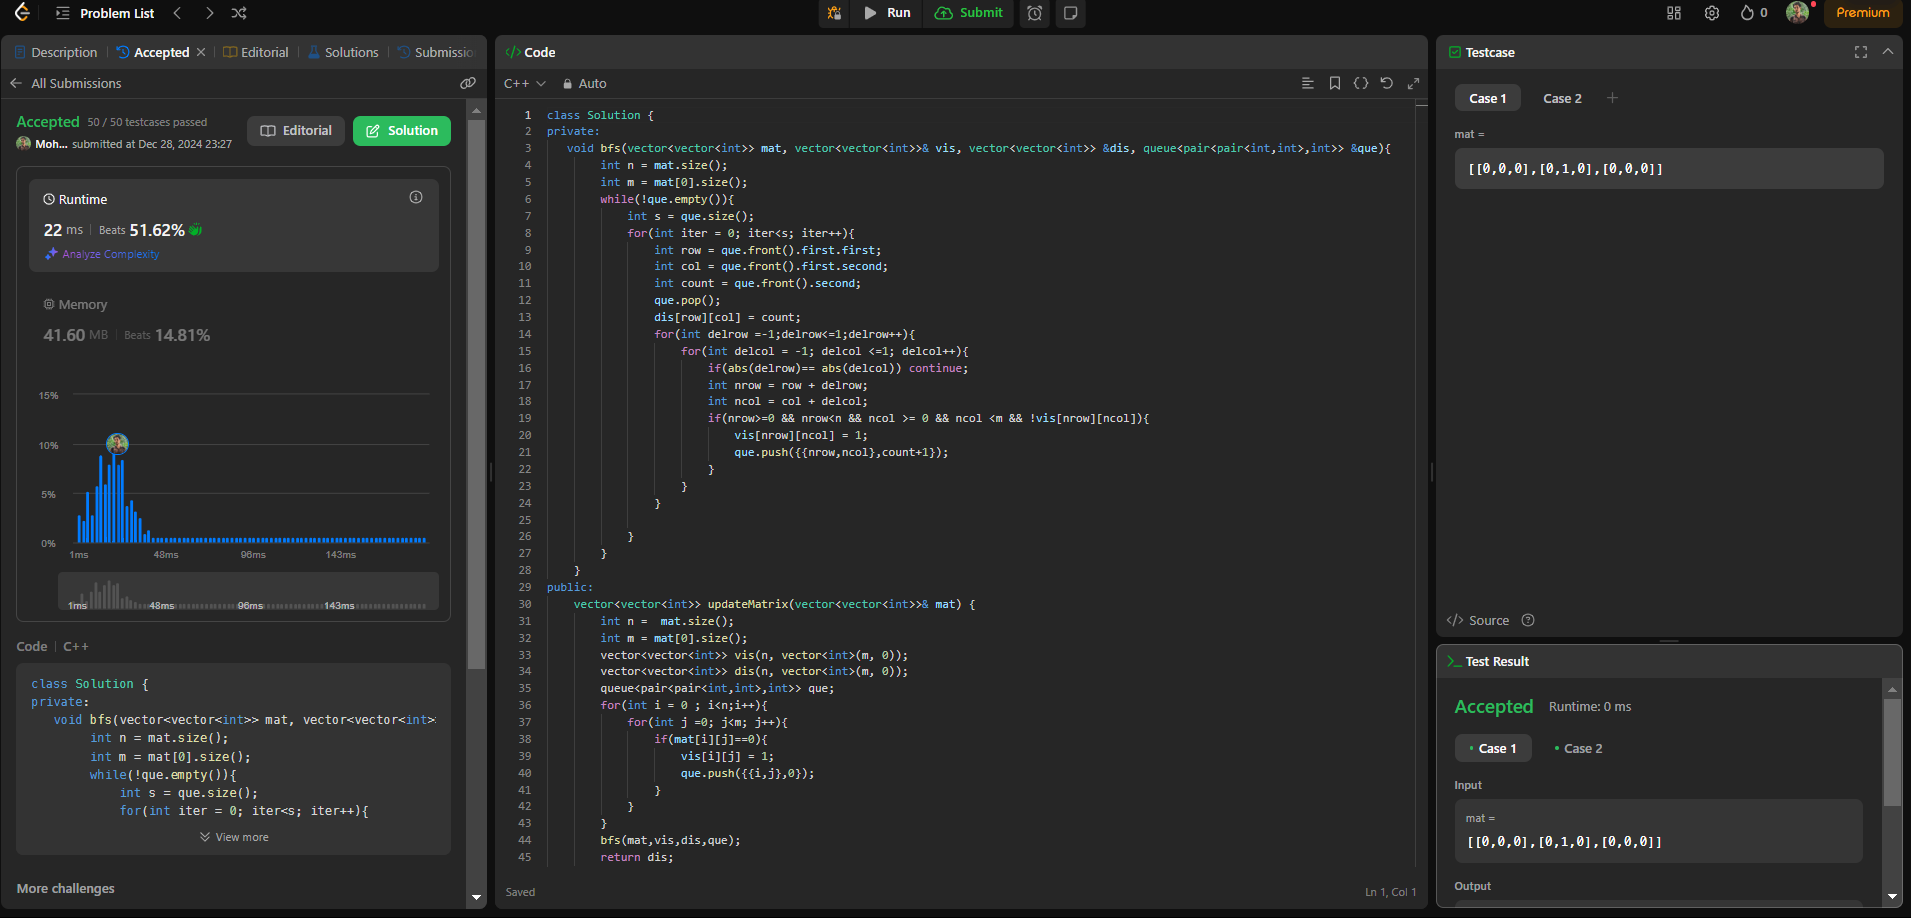 Problem List
Run
Submit
0
Premium
Description
Accepted
Editorial
Solutions
Submissio
All Submissions
Accepted 50 / 50 testcases passed
Moh... submitted at Dec 28, 2024 23:27
Editorial
Solution
Runtime
22 ms Beats 51.62%
Analyze Complexity
Memory
41.60 MB Beats 14.81%
15%
10%
5%
0%
1ms 48ms 96ms 143ms
1ms 48ms 96ms 143ms
Code C++
class Solution {
private:
void bfs(vector<vector<int>> mat, vector<vector<int>>
int n = mat.size();
int m = mat[0].size();
while(!que.empty()){
int s = que.size();
for(int iter = 0; iter<s; iter++){
View more
More challenges
</> Code
C++ Auto
1 class Solution {
2 private:
3 void bfs(vector<vector<int>> mat, vector<vector<int>>& vis, vector<vector<int>> &dis, queue<pair<pair<int,int>,int>> &que){
4 int n = mat.size();
5 int m = mat[0].size();
6 while(!que.empty()){
7 int s = que.size();
8 for(int iter = 0; iter<s; iter++){
9 int row = que.front().first.first;
10 int col = que.front().first.second;
11 int count = que.front().second;
12 que.pop();
13 dis[row][col] = count;
14 for(int delrow =-1;delrow<=1;delrow++){
15 for(int delcol = -1; delcol <=1; delcol++){
16 if(abs(delrow)== abs(delcol)) continue;
17 int nrow = row + delrow;
18 int ncol = col + delcol;
19 if(nrow>=0 && nrow<n && ncol >= 0 && ncol <m && !vis[nrow][ncol]){
20 vis[nrow][ncol] = 1;
21 que.push({{nrow,ncol},count+1});
22 }
23 }
24 }
25
26 }
27 }
28 }
29 public:
30 vector<vector<int>> updateMatrix(vector<vector<int>>& mat) {
31 int n =  mat.size();
32 int m = mat[0].size();
33 vector<vector<int>> vis(n, vector<int>(m, 0));
34 vector<vector<int>> dis(n, vector<int>(m, 0));
35 queue<pair<pair<int,int>,int>> que;
36 for(int i = 0 ; i<n;i++){
37 for(int j =0; j<m; j++){
38 if(mat[i][j]==0){
39 vis[i][j] = 1;
40 que.push({{i,j},0});
41 }
42 }
43 }
44 bfs(mat,vis,dis,que);
45 return dis;
Saved
Ln 1, Col 1
Testcase
Case 1 Case 2 +
mat =
[[0,0,0],[0,1,0],[0,0,0]]
</> Source
Test Result
Accepted Runtime: 0 ms
• Case 1 • Case 2
Input
mat =
[[0,0,0],[0,1,0],[0,0,0]]
Output